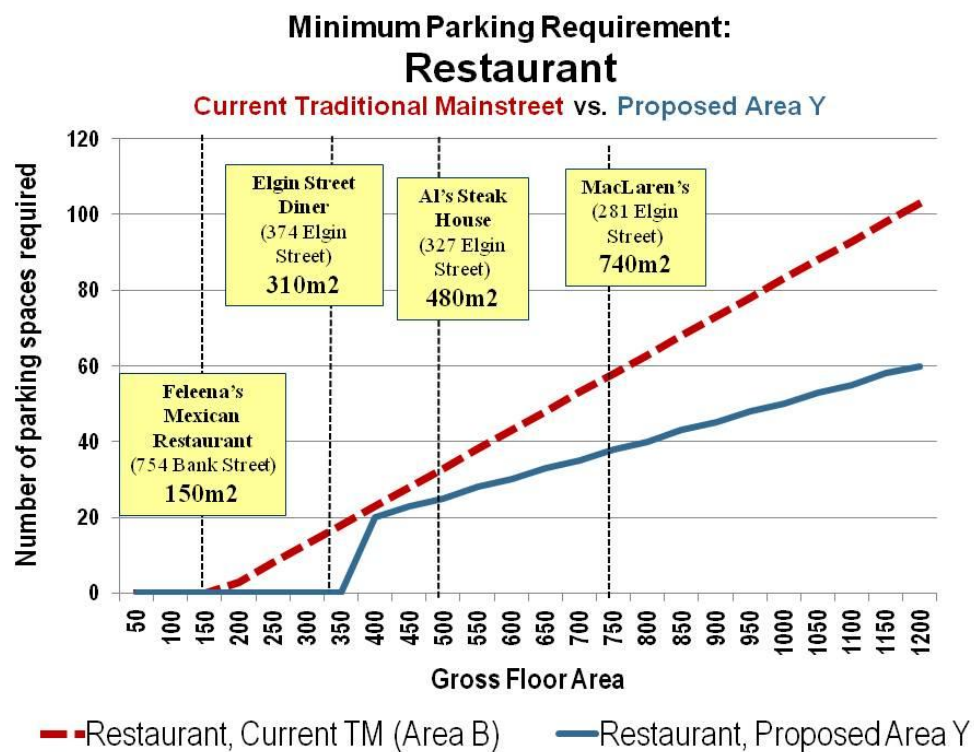 Minimum Parking Requirement:
Restaurant
Current Traditional Mainstreet vs. Proposed Area Y
Number of parking spaces required
120
100
80
60
40
20
0
Feleena's
Mexican
Restaurant
(754 Bank Street)
150m2
Elgin Street
Diner
(374 Elgin
Street)
310m2
Al's Steak
House
(327 Elgin
Street)
480m2
MacLaren's
(281 Elgin
Street)
740m2
50
100
150
200
250
300
350
400
450
500
550
600
650
700
750
800
850
900
950
1000
1050
1100
1150
1200
Gross Floor Area
Restaurant, Current TM (Area B)
Restaurant, Proposed Area Y